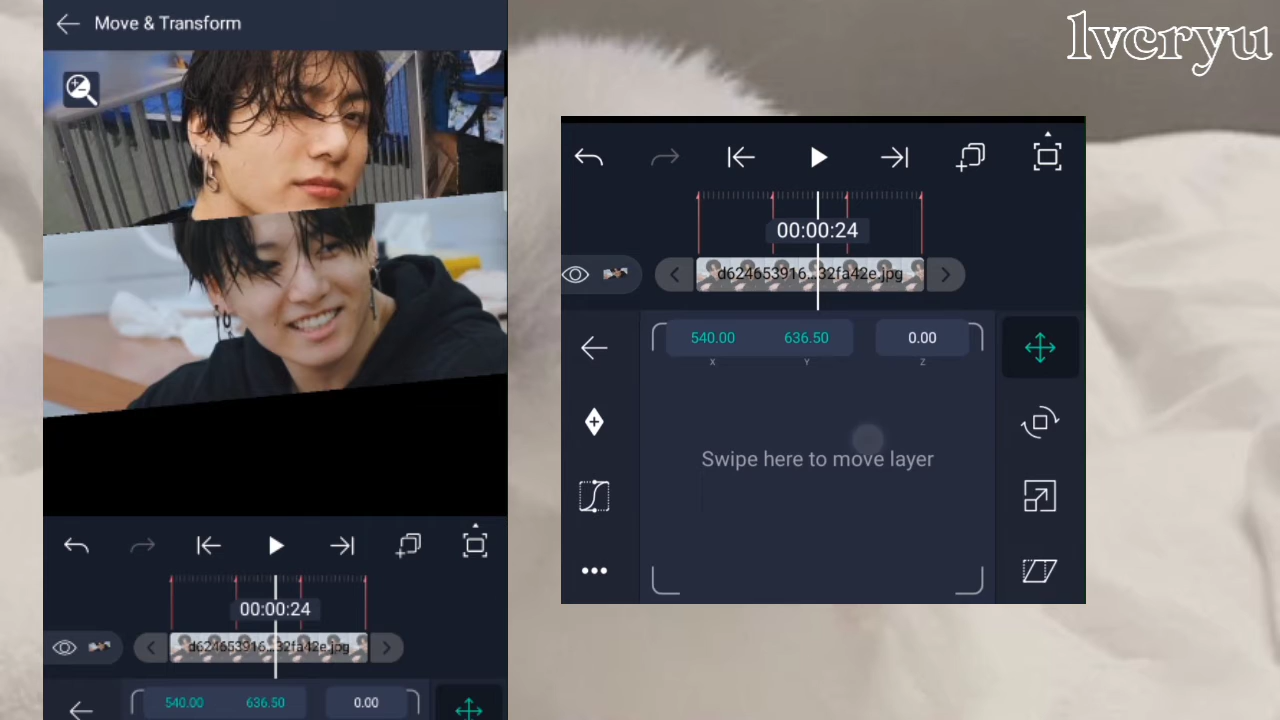 Move & Transform
00:00:24
d624653916...32fa42e.jpg
540.00 636.50 0.00
lvcryu
00:00:24
d624653916...32fa42e.jpg
540.00 636.50 0.00
X Y Z
Swipe here to move layer